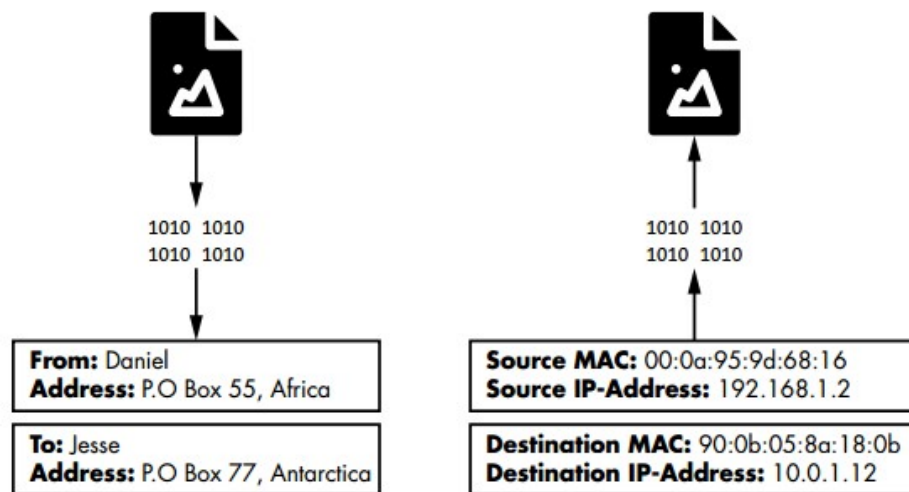 1010 1010
1010 1010
From: Daniel
Address: P.O Box 55, Africa
To: Jesse
Address: P.O Box 77, Antarctica
1010 1010
1010 1010
Source MAC: 00:0a:95:9d:68:16
Source IP-Address: 192.168.1.2
Destination MAC: 90:0b:05:8a:18:0b
Destination IP-Address: 10.0.1.12